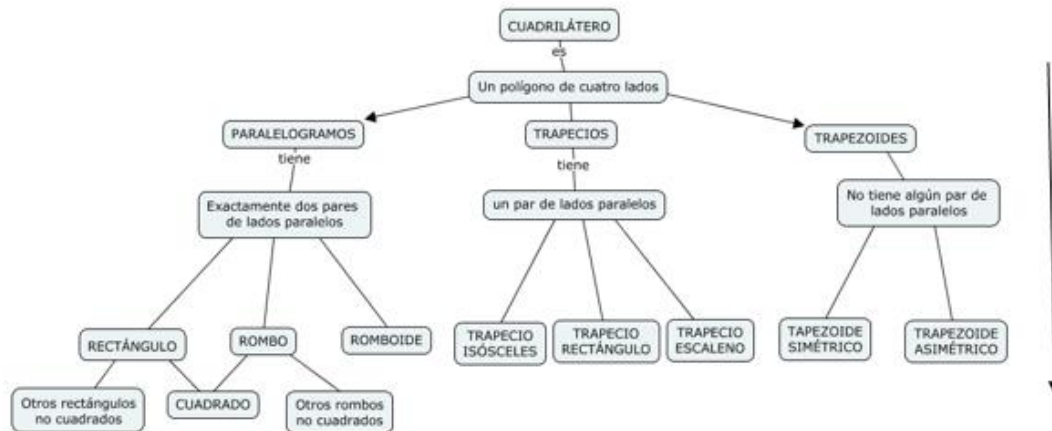 CUADRILÁTERO
es
Un polígono de cuatro lados
PARALELOGRAMOS
TRAPECIOS
TRAPEZOIDES
tiene
tiene
Exactamente dos pares
de lados paralelos
un par de lados paralelos
No tiene algún par de
lados paralelos
RECTÁNGULO
ROMBO
ROMBOIDE
TRAPECIO
ISÓSCELES
TRAPECIO
RECTÁNGULO
TRAPECIO
ESCALENO
TAPEZOIDE
SIMÉTRICO
TRAPEZOIDE
ASIMÉTRICO
Otros rectángulos
no cuadrados
CUADRADO
Otros rombos
no cuadrados